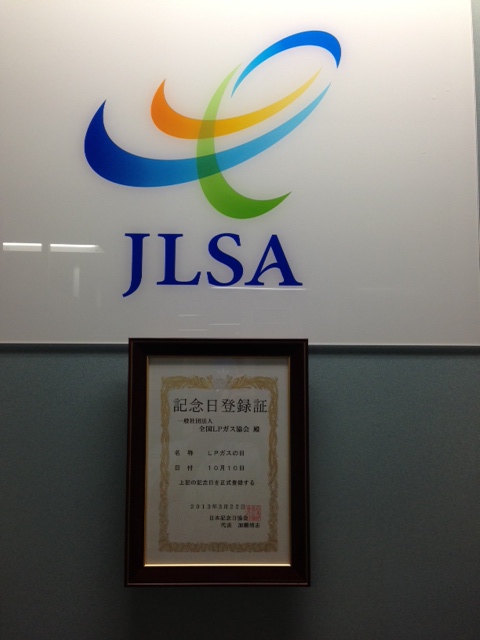 JLSA
記念日登録証
一般社団法人
全国LPガス協会 殿
名 称 LPガスの日
日 付 10月10日
上記の記念日を正式登録する
日本記念日協会
代表